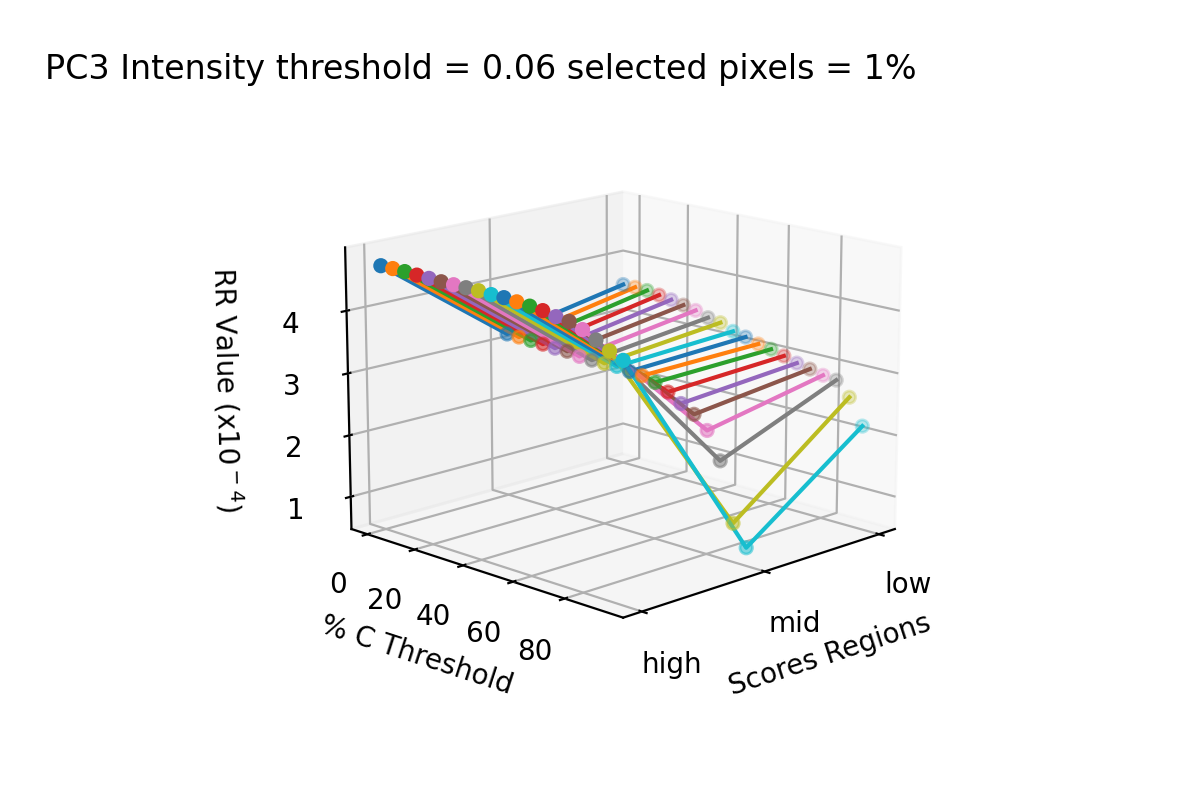 PC3 Intensity threshold = 0.06 selected pixels = 1%
RR Value (x10⁻⁴)
4
3
2
1
0
20
40
60
80
% C Threshold
high
mid
low
Scores Regions